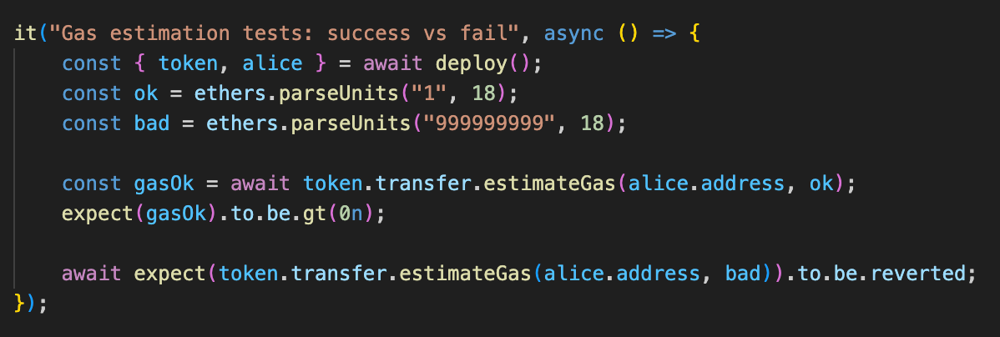 it("Gas estimation tests: success vs fail", async () => {
    const { token, alice } = await deploy();
    const ok = ethers.parseUnits("1", 18);
    const bad = ethers.parseUnits("999999999", 18);

    const gasOk = await token.transfer.estimateGas(alice.address, ok);
    expect(gasOk).to.be.gt(0n);

    await expect(token.transfer.estimateGas(alice.address, bad)).to.be.reverted;
});